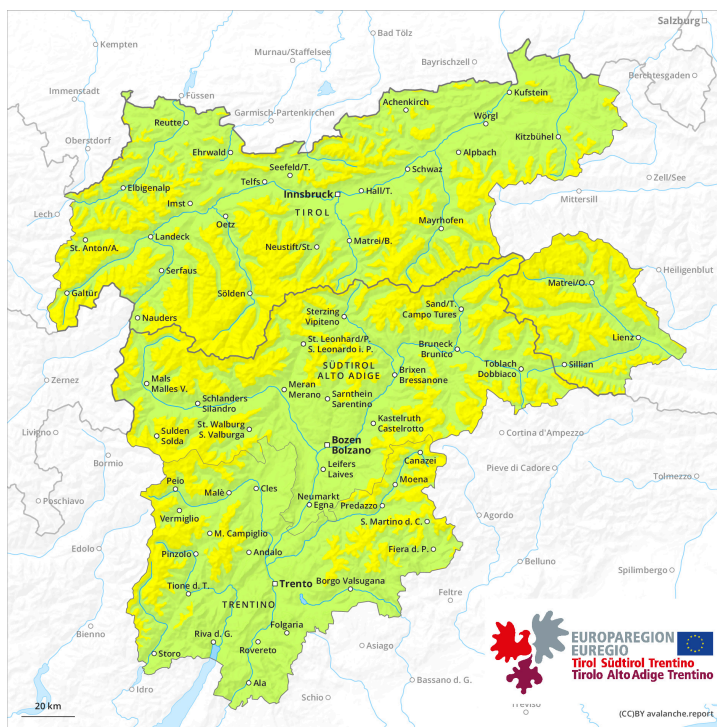 Salzburg
Kempten
Bad Tölz
Murnau/Staffelsee
Bayrischzell
Berchtesgaden
Immenstadt
Füssen
Garmisch-Partenkirchen
Achenkirch
Kufstein
Wörgl
Reutte
Oberstdorf
Ehrwald
Kitzbühel
Alpbach
Seefeld/T.
Schwaz
Telfs
Zell/See
Elbigenalp
Innsbruck
Hall/T.
Mittersill
Imst
TIROL
Lech
Oetz
Mayrhofen
Landeck
St. Anton/A.
Neustift/St.
Matrei/B.
Serfaus
Heiligenblut
Matrei/O.
Galtür
Sölden
Sand/T.
Campo Tures
Nauders
Sterzing
Vipiteno
Lienz
St. Leonhard/P.
S. Leonardo i. P.
Bruneck
Brunico
Toblach
Dobbiaco
Sillian
SÜDTIROL
ALTO ADIGE
Brixen
Bressanone
Zernez
Mals
Malles V.
Meran
Merano
Schlanders
Silandro
Sarnthein
Sarentino
St. Walburg
S. Valburga
Kastelruth
Castelrotto
Livigno
Sulden
Solda
Cortina d'Ampezzo
Bozen
Bolzano
Bormio
Canazei
Leifers
Laives
Pieve di Cadore
Tolmezzo
Peio
Moena
Poschiavo
Malè
Cles
Neumarkt
Egna
Predazzo
Vermiglio
Agordo
S. Martino d. C.
M. Campiglio
Edolo
Pinzolo
Andalo
Fiera d. P.
Belluno
Spilimbergo
Tione d. T.
Trento
Borgo Valsugana
Feltre
TRENTINO
Bienno
Folgaria
Riva d. G.
Rovereto
Asiago
Storo
Bassano d. G.
Ala
Idro
Schio
Treviso
EUROPAREGION
EUREGIO
Tirol Südtirol Trentino
Tirolo Alto Adige Trentino
20 km
(CC)BY avalanche.report